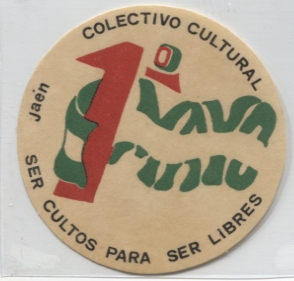 COLECTIVO CULTURAL
1º
Jaén
SER CULTOS PARA SER LIBRES